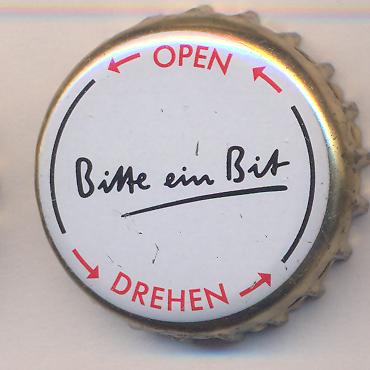 OPEN
Bitte ein Bit
DREHEN